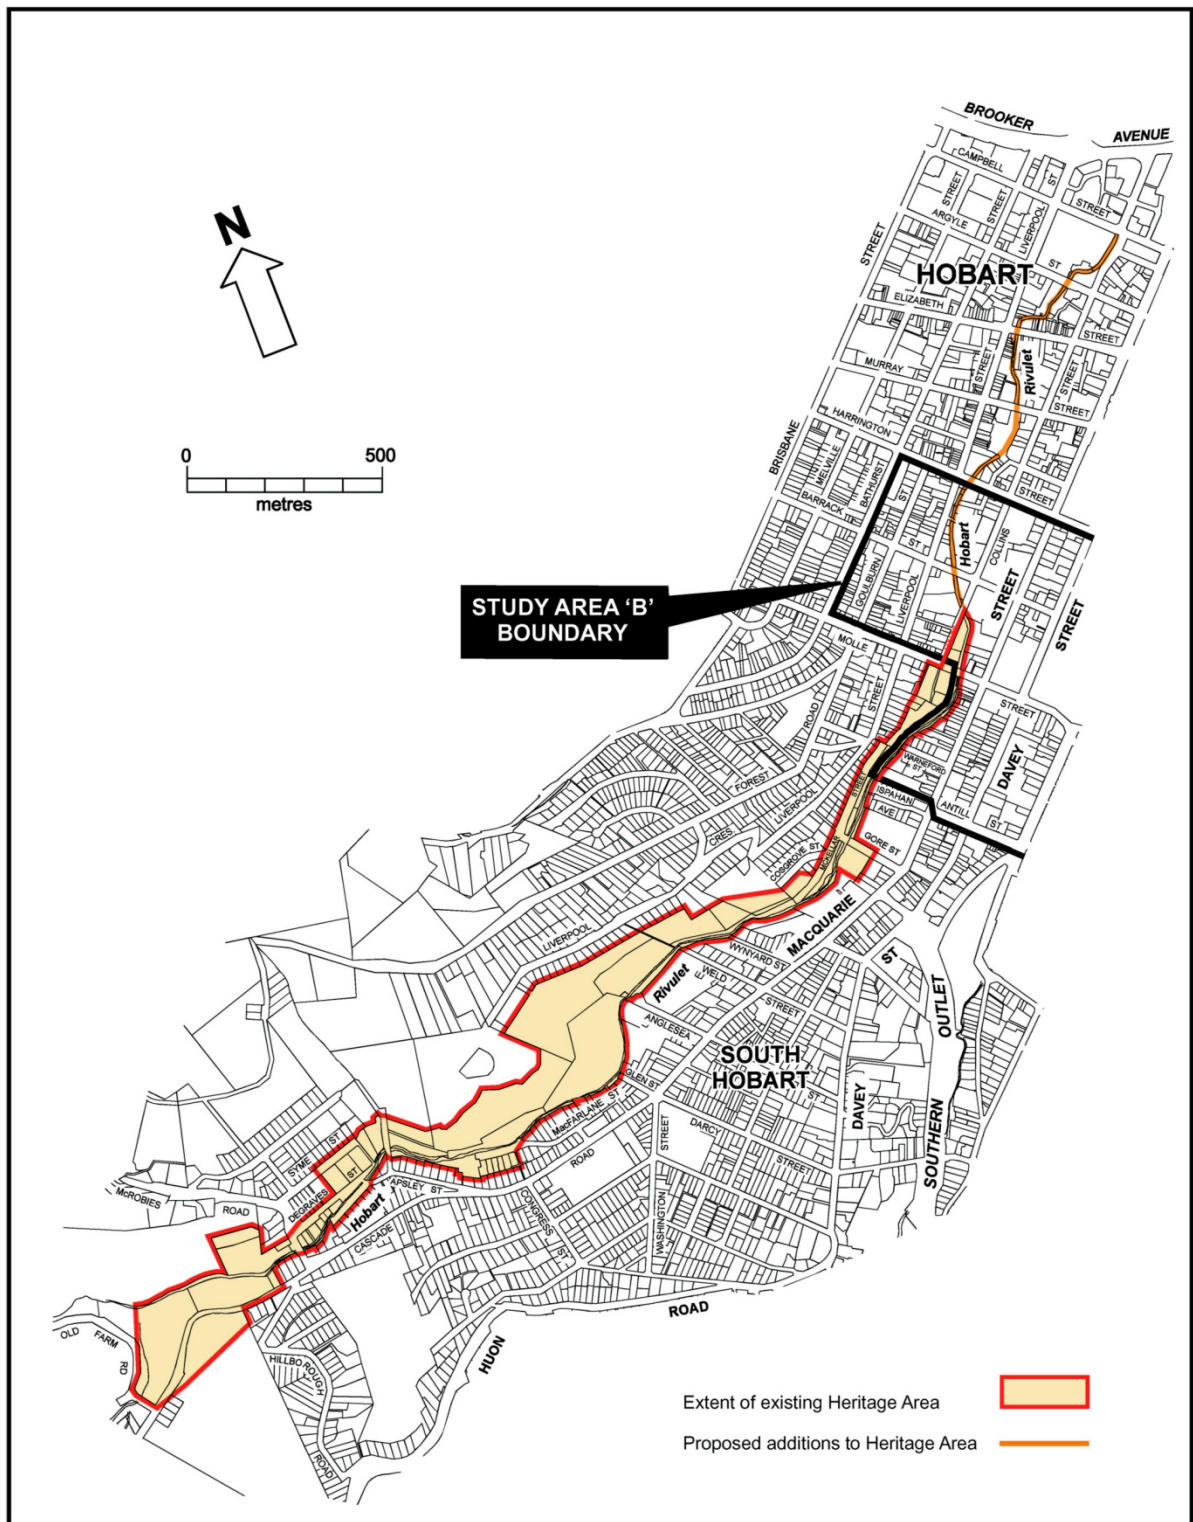 BROOKER
AVENUE
CAMPBELL
ST
STREET
STREET
STREET
LIVERPOOL
ARGYLE
ST
STREET
N
HOBART
ELIZABETH
STREET
MURRAY
STREET
Rivulet
STREET
STREET
HARRINGTON
STREET
0
500
metres
BRISBANE
MELVILLE
BATHURST
BARRACK
ST
ST
Hobart
COLLINS
STREET
STREET
GOULBURN
LIVERPOOL
STUDY AREA 'B'
BOUNDARY
MOLLE
STREET
STREET
ROAD
DAVEY
WARNEFORD
ST
FOREST
LIVERPOOL
CRES.
STREET
ISPAHANI
AVE
ANTILL
ST
COSGROVE ST
McKELLAR
GORE ST
MACQUARIE
LIVERPOOL
WYNYARD ST
ST
Rivulet
WELD
ST
STREET
OUTLET
ANGLESEA
SOUTH
HOBART
GLEN ST
ST
MacFARLANE ST
DAVEY
SOUTHERN
ROAD
STREET
DARCY
STREET
SYME ST
McROBIES
ROAD
DEGRAVES ST
APSLEY ST
Hobart
CASCADE
CONGRESS ST
WASHINGTON
ROAD
HUON
OLD FARM RD
HILLBOROUGH
ROAD
Extent of existing Heritage Area
Proposed additions to Heritage Area